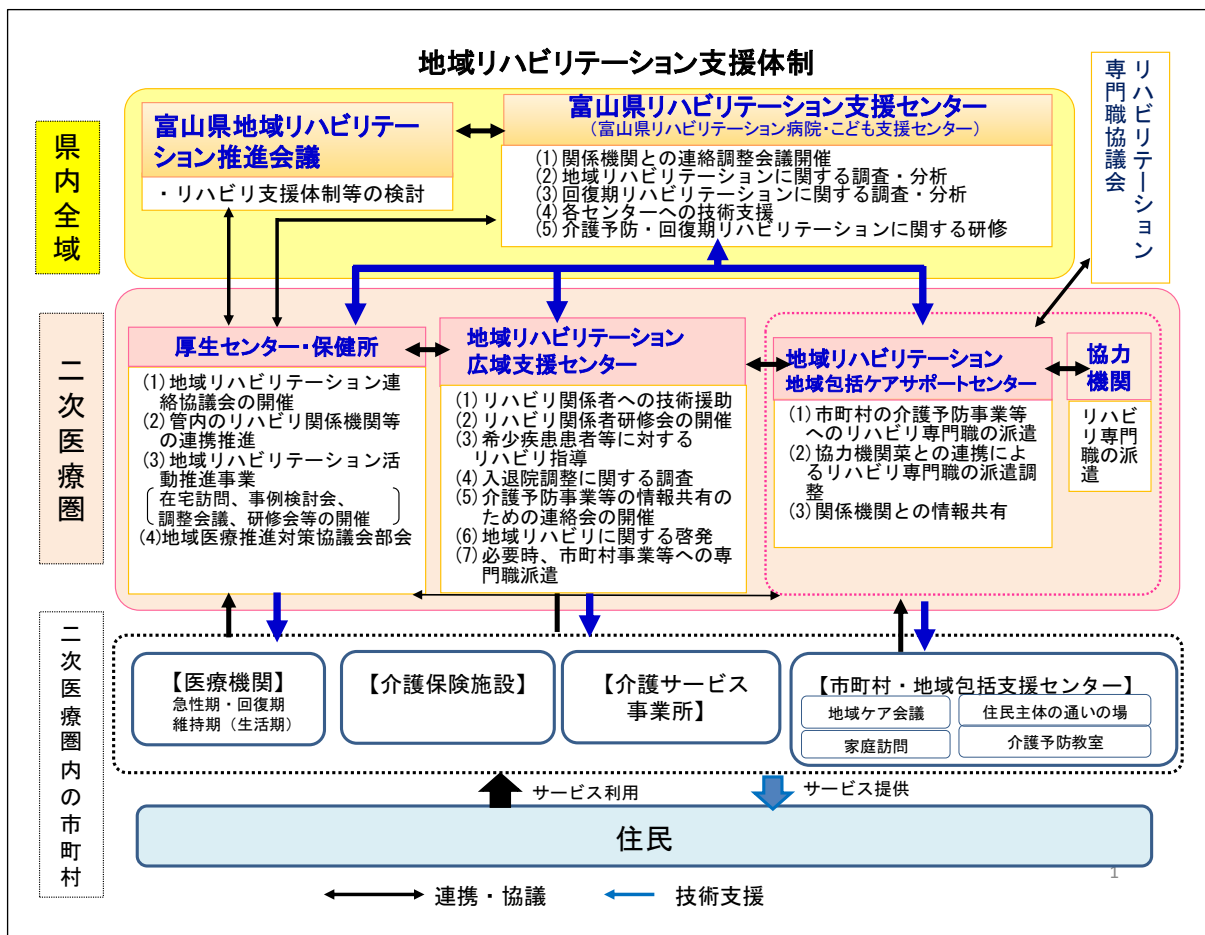 地域リハビリテーション支援体制
県内全域
富山県地域リハビリテー
ション推進会議
・リハビリ支援体制等の検討
富山県リハビリテーション支援センター
（富山県リハビリテーション病院・こども支援センター）
(1) 関係機関との連絡調整会議開催
(2) 地域リハビリテーションに関する調査・分析
(3) 回復期リハビリテーションに関する調査・分析
(4) 各センターへの技術支援
(5) 介護予防・回復期リハビリテーションに関する研修
リハビリテーション
専門職協議会
二次医療圏
厚生センター・保健所
(1) 地域リハビリテーション連
絡協議会の開催
(2) 管内のリハビリ関係機関等
の連携推進
(3) 地域リハビリテーション活
動推進事業
在宅訪問、事例検討会、
調整会議、研修会等の開催
(4) 地域医療推進対策協議会部会
地域リハビリテーション
広域支援センター
(1) リハビリ関係者への技術援助
(2) リハビリ関係者研修会の開催
(3) 希少疾患患者等に対する
リハビリ指導
(4) 入退院調整に関する調査
(5) 介護予防事業等の情報共有の
ための連絡会の開催
(6) 地域リハビリに関する啓発
(7) 必要時、市町村事業等への専
門職派遣
地域リハビリテーション
地域包括ケアサポートセンター
(1) 市町村の介護予防事業等
へのリハビリ専門職の派遣
(2) 協力機関菜との連携によ
るリハビリ専門職の派遣調
整
(3) 関係機関との情報共有
協力
機関
リハビ
リ専門
職の派
遣
二次医療圏内の市町村
【医療機関】
急性期・回復期
維持期（生活期）
【介護保険施設】
【介護サービス
事業所】
【市町村・地域包括支援センター】
地域ケア会議
住民主体の通いの場
家庭訪問
介護予防教室
サービス利用
サービス提供
住民
1
連携・協議
技術支援